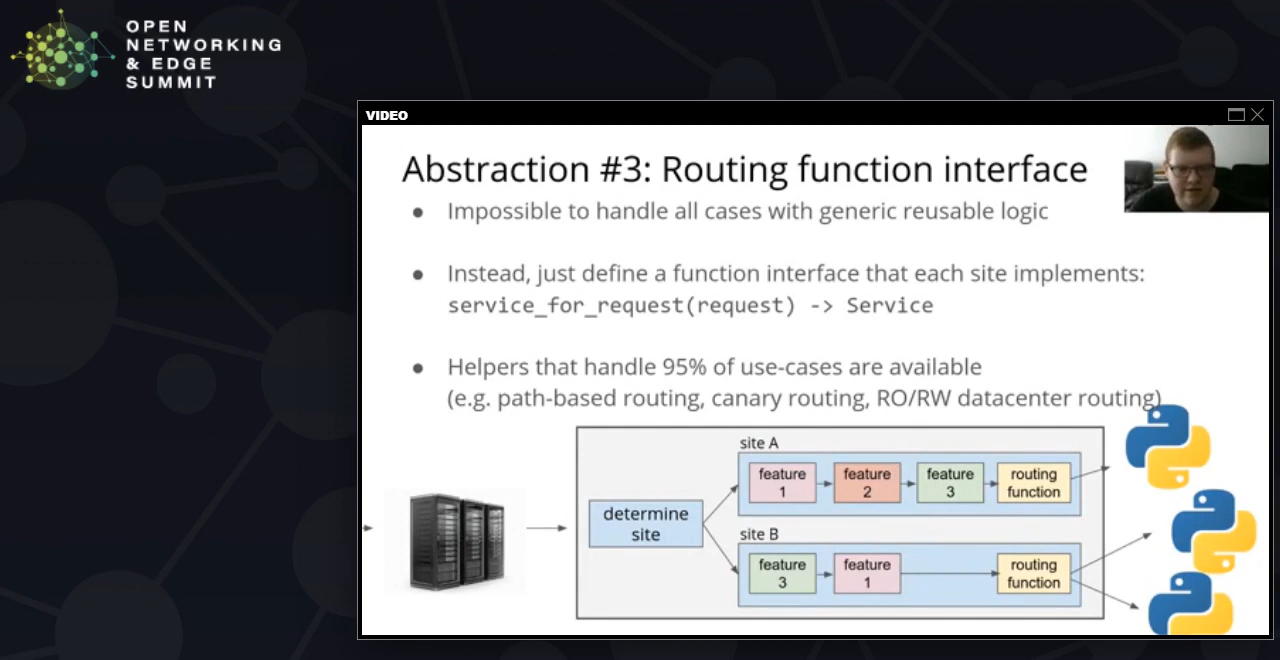 OPEN
NETWORKING
& EDGE
SUMMIT
VIDEO
Abstraction #3: Routing function interface
● Impossible to handle all cases with generic reusable logic
● Instead, just define a function interface that each site implements:
service_for_request(request) -> Service
● Helpers that handle 95% of use-cases are available
(e.g. path-based routing, canary routing, RO/RW datacenter routing)
site A
feature
1
feature
2
feature
3
routing
function
determine
site
site B
feature
3
feature
1
routing
function